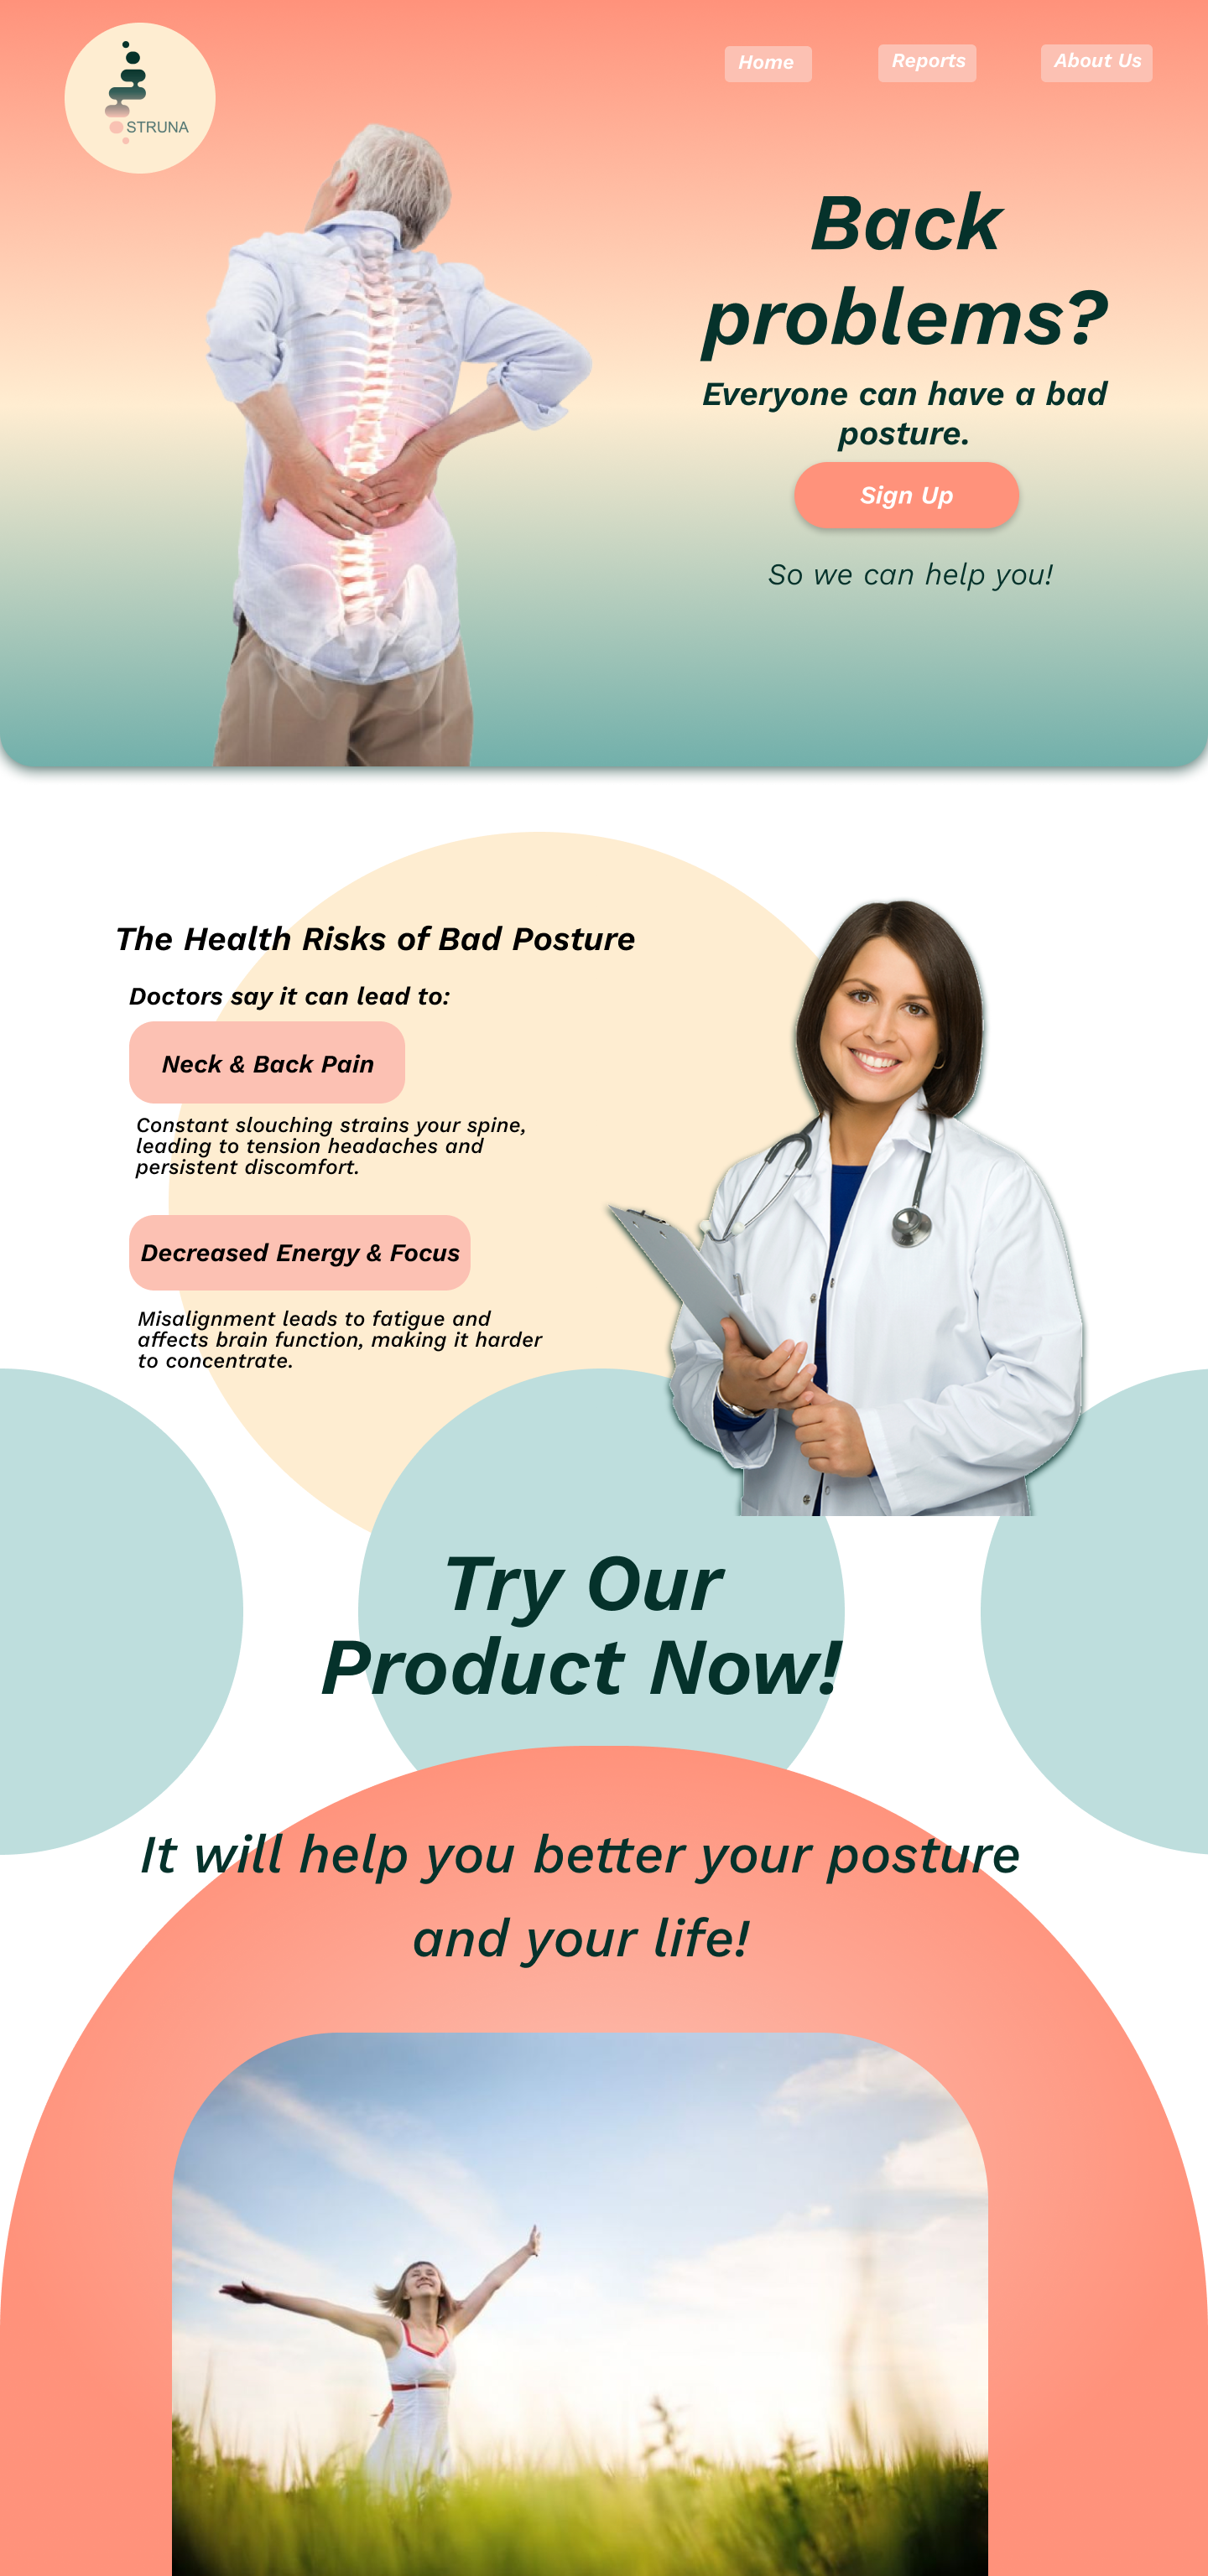 STRUNA
Home
Reports
About Us
Back
problems?
Everyone can have a bad
posture.
Sign Up
So we can help you!
The Health Risks of Bad Posture
Doctors say it can lead to:
Neck & Back Pain
Constant slouching strains your spine,
leading to tension headaches and
persistent discomfort.
Decreased Energy & Focus
Misalignment leads to fatigue and
affects brain function, making it harder
to concentrate.
Try Our
Product Now!
It will help you better your posture
and your life!